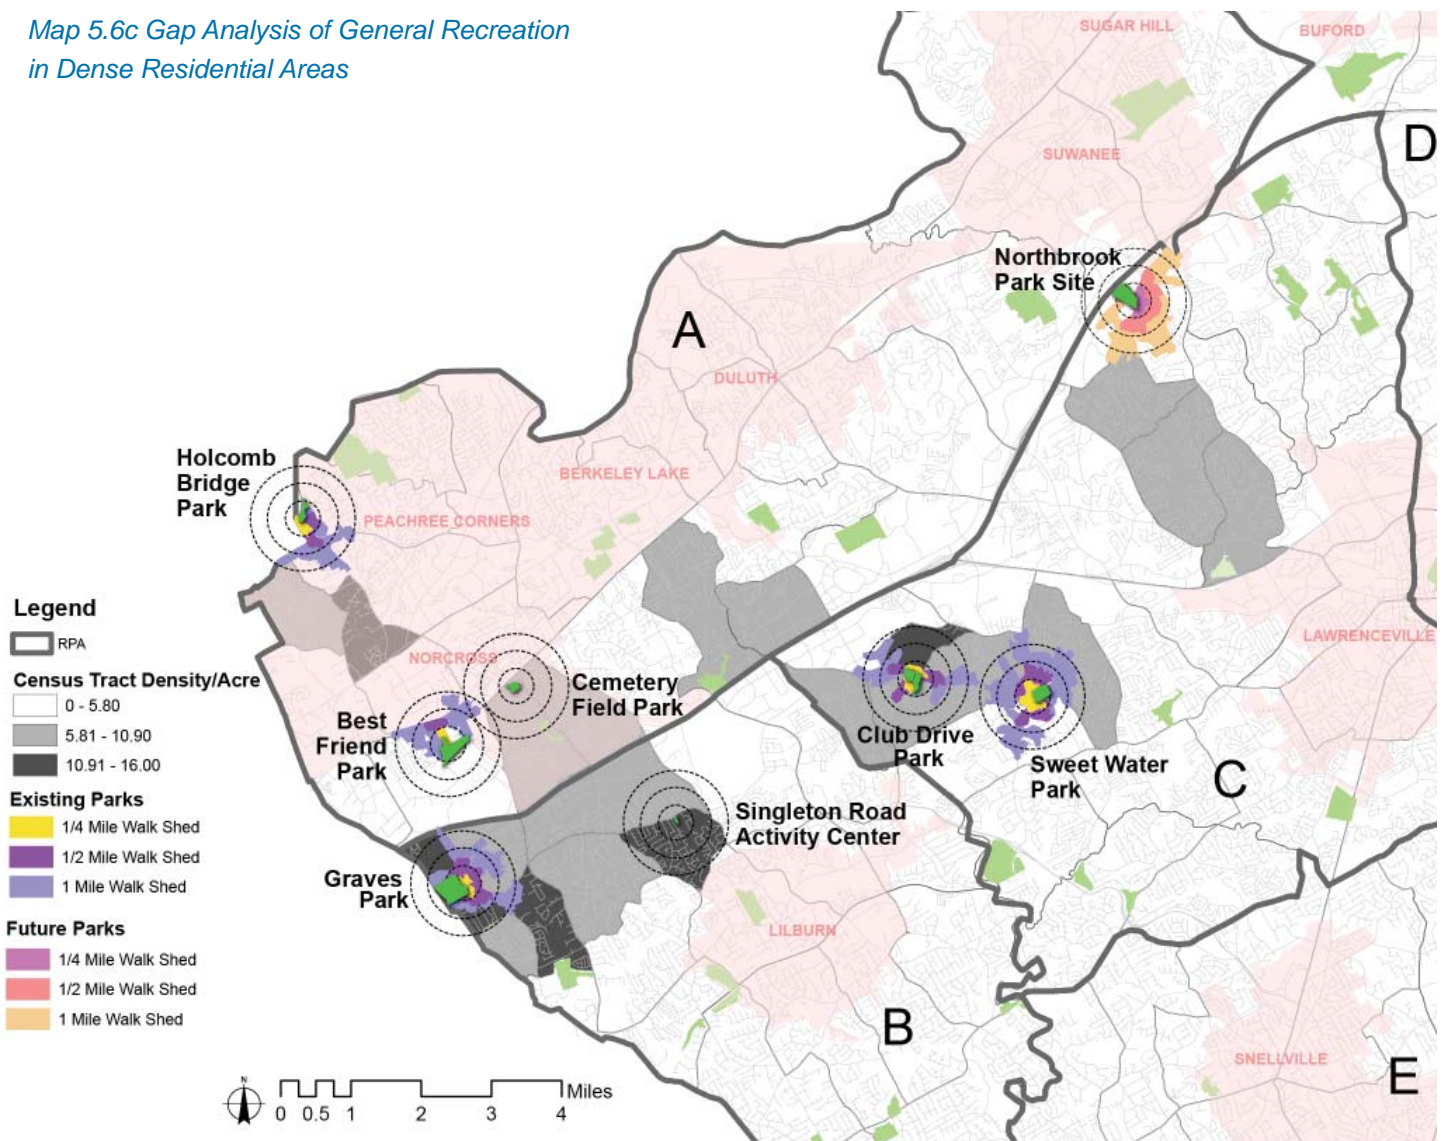 Map 5.6c Gap Analysis of General Recreation
in Dense Residential Areas
SUGAR HILL
BUFORD
D
SUWANEE
Northbrook
Park Site
A
DULUTH
Holcomb
Bridge
Park
BERKELEY LAKE
PEACHREE CORNERS
Legend
RPA
Census Tract Density/Acre
0 - 5.80
5.81 - 10.90
10.91 - 16.00
Existing Parks
1/4 Mile Walk Shed
1/2 Mile Walk Shed
1 Mile Walk Shed
Future Parks
1/4 Mile Walk Shed
1/2 Mile Walk Shed
1 Mile Walk Shed
LAWRENCEVILLE
NORCROSS
Cemetery
Field Park
Best
Friend
Park
Club Drive
Park
Sweet Water
Park
C
Singleton Road
Activity Center
Graves
Park
LILBURN
B
SNELLVILLE
E
N
0 0.5 1 2 3 4 Miles